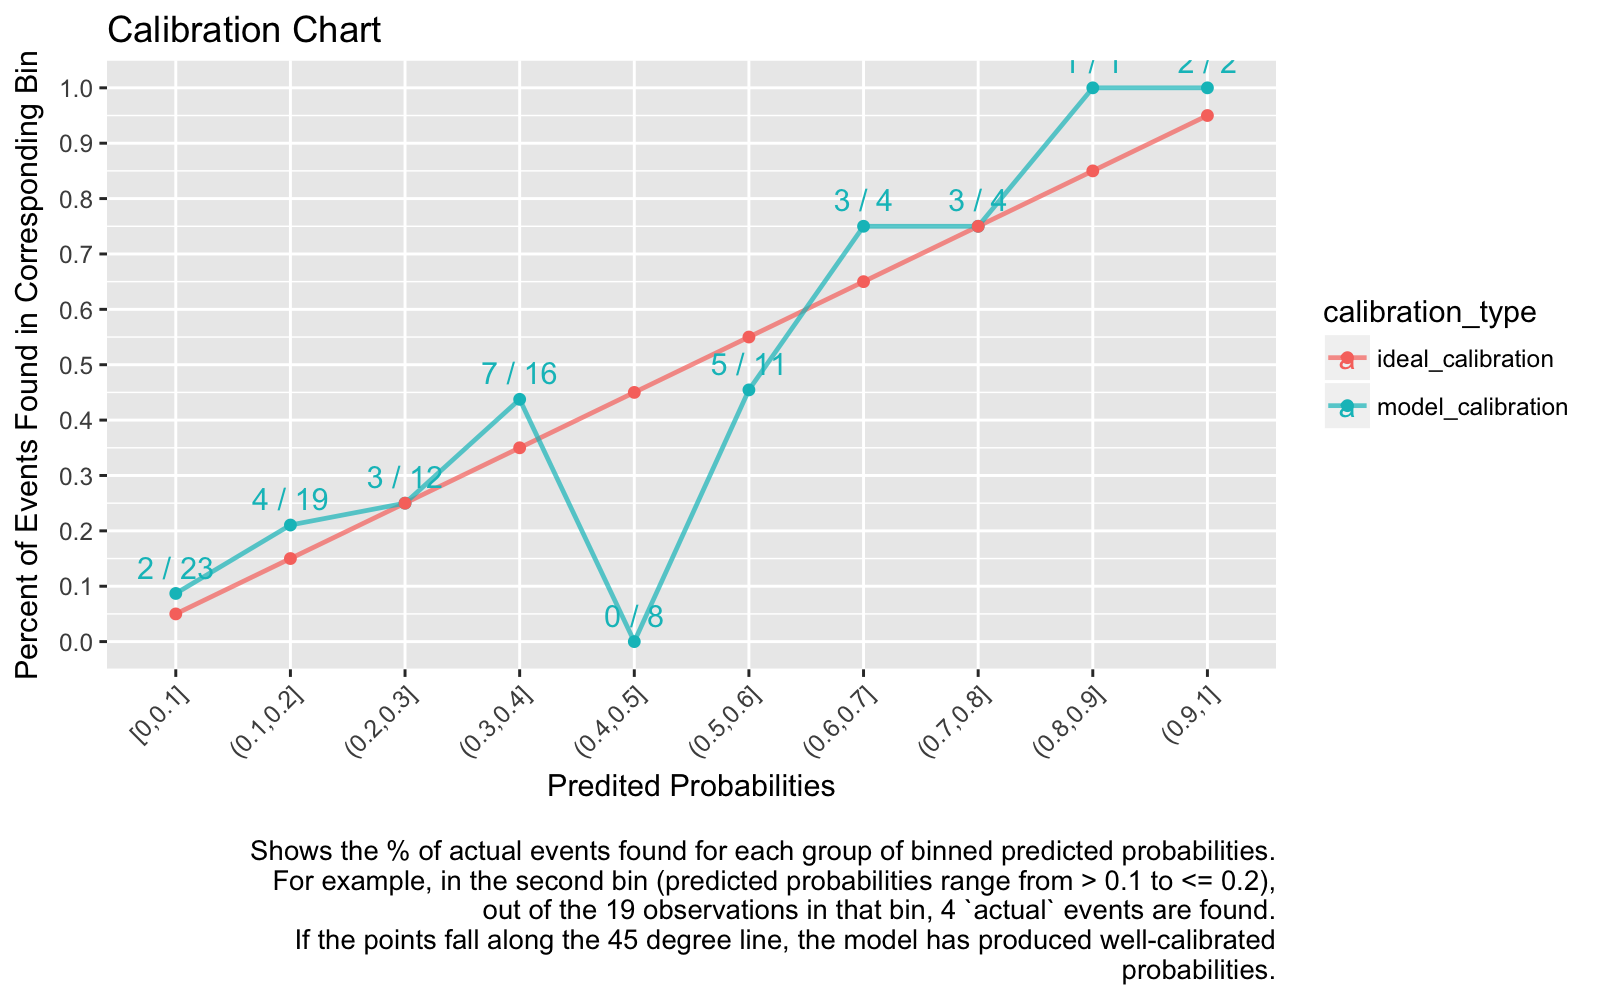 Calibration Chart
Percent of Events Found in Corresponding Bin
1.0
0.9
0.8
0.7
0.6
0.5
0.4
0.3
0.2
0.1
0.0
2 / 23
4 / 19
3 / 12
7 / 16
0 / 8
5 / 11
3 / 4
3 / 4
1 / 1
2 / 2
[0,0.1]
(0.1,0.2]
(0.2,0.3]
(0.3,0.4]
(0.4,0.5]
(0.5,0.6]
(0.6,0.7]
(0.7,0.8]
(0.8,0.9]
(0.9,1]
Predited Probabilities
calibration_type
a ideal_calibration
a model_calibration
Shows the % of actual events found for each group of binned predicted probabilities.
For example, in the second bin (predicted probabilities range from > 0.1 to <= 0.2),
out of the 19 observations in that bin, 4 `actual` events are found.
If the points fall along the 45 degree line, the model has produced well-calibrated
probabilities.